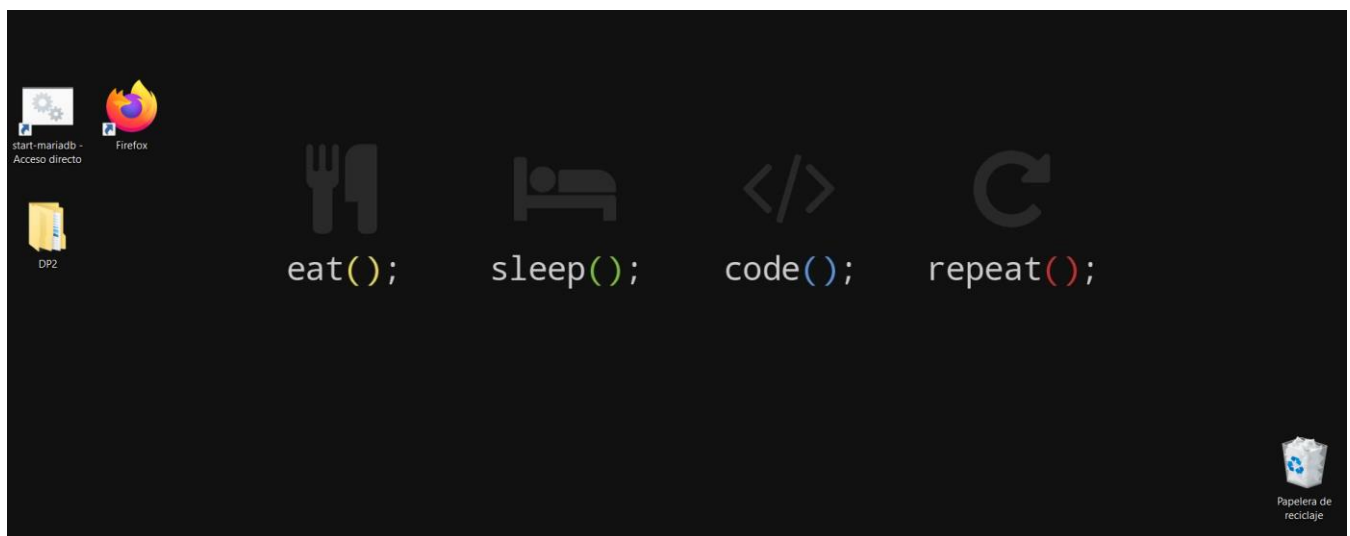 start-mariadb -
Acceso directo
Firefox
DP2
</>
eat(); sleep(); code(); repeat();
Papelera de
reciclaje